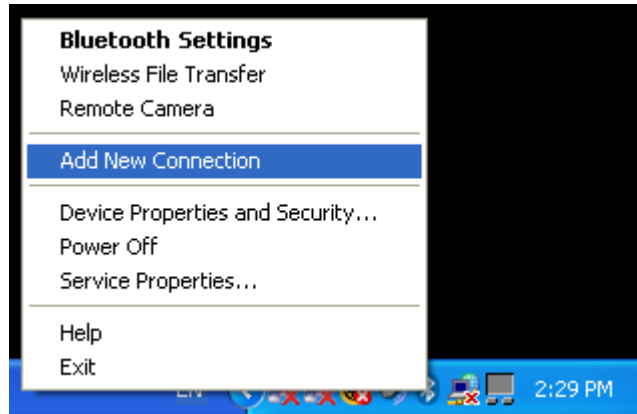 Bluetooth Settings
Wireless File Transfer
Remote Camera
Add New Connection
Device Properties and Security...
Power Off
Service Properties...
Help
Exit
2:29 PM